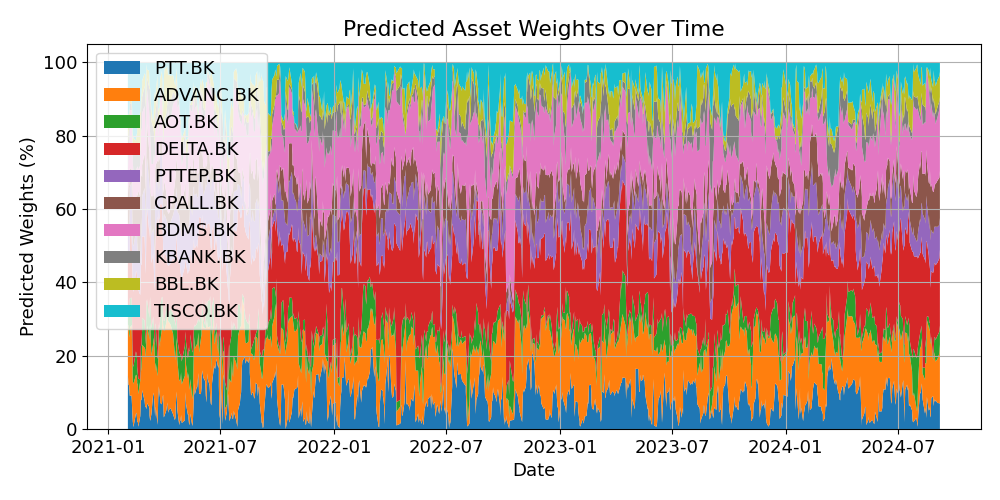 Predicted Asset Weights Over Time
Predicted Weights (%)
100
80
60
40
20
0
PTT.BK
ADVANC.BK
AOT.BK
DELTA.BK
PTTEP.BK
CPALL.BK
BDMS.BK
KBANK.BK
BBL.BK
TISCO.BK
2021-01 2021-07 2022-01 2022-07 2023-01 2023-07 2024-01 2024-07
Date